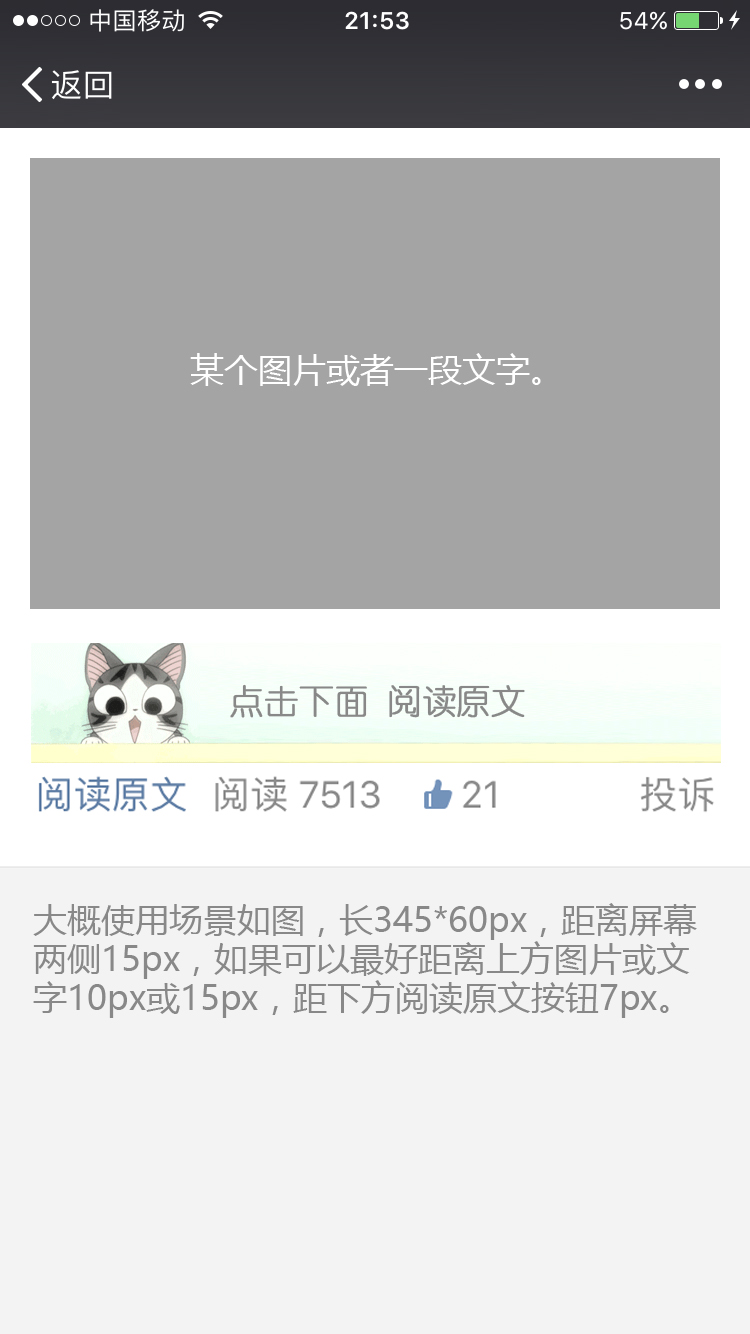 中国移动 21:53 54%
返回
某个图片或者一段文字。
点击下面 阅读原文
阅读原文 阅读 7513 21 投诉
大概使用场景如图，长345*60px，距离屏幕
两侧15px，如果可以最好距离上方图片或文
字10px或15px，距下方阅读原文按钮7px。